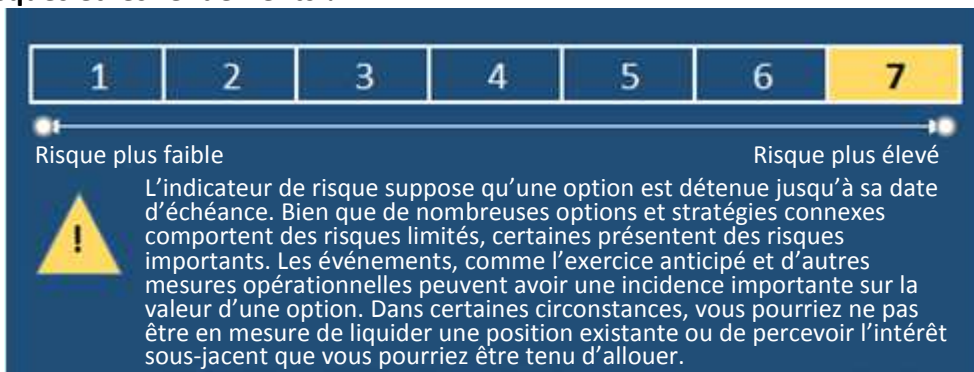 1 2 3 4 5 6 7
Risque plus faible Risque plus élevé
L’indicateur de risque suppose qu’une option est détenue jusqu’à sa date
d’échéance. Bien que de nombreuses options et stratégies connexes
! comportent des risques limités, certaines présentent des risques
importants. Les événements, comme l’exercice anticipé et d’autres
mesures opérationnelles peuvent avoir une incidence importante sur la
valeur d’une option. Dans certaines circonstances, vous pourriez ne pas
être en mesure de liquider une position existante ou de percevoir l’intérêt
sous-jacent que vous pourriez être tenu d’allouer.